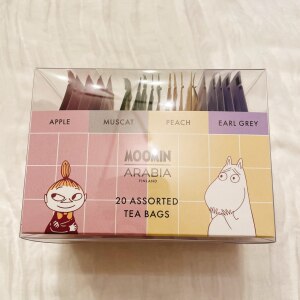 APPLE MUSCAT PEACH EARL GREY
MOOMIN
ARABIA
FINLAND
20 ASSORTED
TEA BAGS